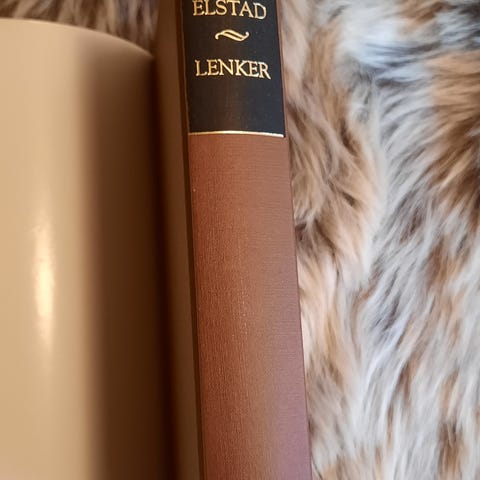 ELSTAD
~
LENKER